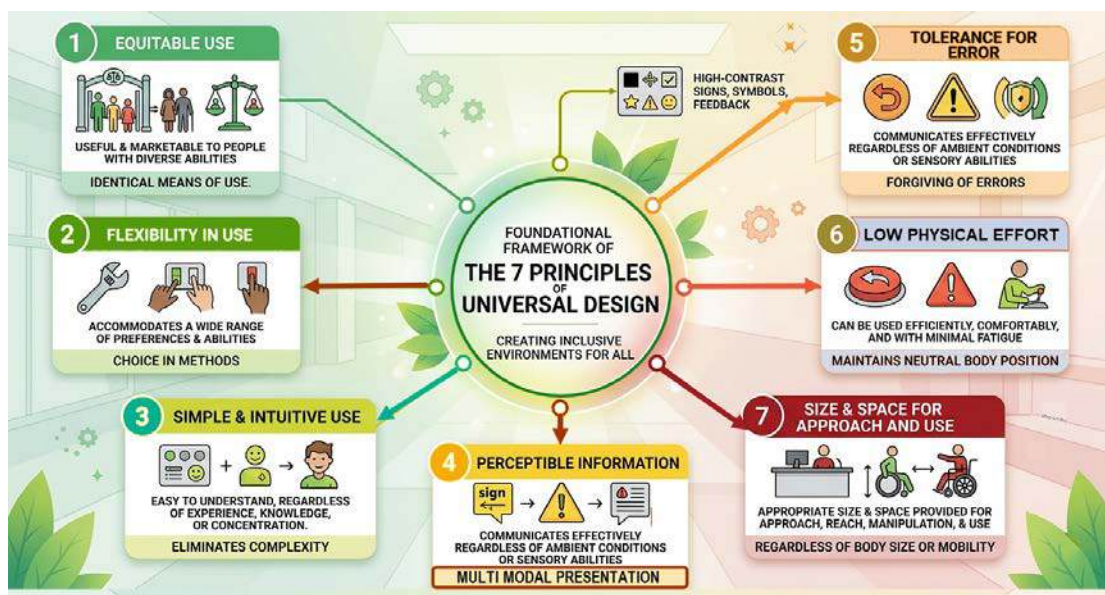 1
EQUITABLE USE
USEFUL & MARKETABLE TO PEOPLE
WITH DIVERSE ABILITIES
IDENTICAL MEANS OF USE.
2
FLEXIBILITY IN USE
ACCOMMODATES A WIDE RANGE
OF PREFERENCES & ABILITIES
CHOICE IN METHODS
3
SIMPLE & INTUITIVE USE
EASY TO UNDERSTAND, REGARDLESS
OF EXPERIENCE, KNOWLEDGE,
OR CONCENTRATION.
ELIMINATES COMPLEXITY
FOUNDATIONAL
FRAMEWORK OF
THE 7 PRINCIPLES
OF
UNIVERSAL DESIGN
CREATING INCLUSIVE
ENVIRONMENTS FOR ALL
HIGH-CONTRAST
SIGNS, SYMBOLS,
FEEDBACK
4
PERCEPTIBLE INFORMATION
sign
COMMUNICATES EFFECTIVELY
REGARDLESS OF AMBIENT CONDITIONS
OR SENSORY ABILITIES
MULTI MODAL PRESENTATION
5
TOLERANCE FOR
ERROR
COMMUNICATES EFFECTIVELY
REGARDLESS OF AMBIENT CONDITIONS
OR SENSORY ABILITIES
FORGIVING OF ERRORS
6
LOW PHYSICAL EFFORT
CAN BE USED EFFICIENTLY, COMFORTABLY,
AND WITH MINIMAL FATIGUE
MAINTAINS NEUTRAL BODY POSITION
7
SIZE & SPACE FOR
APPROACH AND USE
APPROPRIATE SIZE & SPACE PROVIDED FOR
APPROACH, REACH, MANIPULATION, & USE
REGARDLESS OF BODY SIZE OR MOBILITY